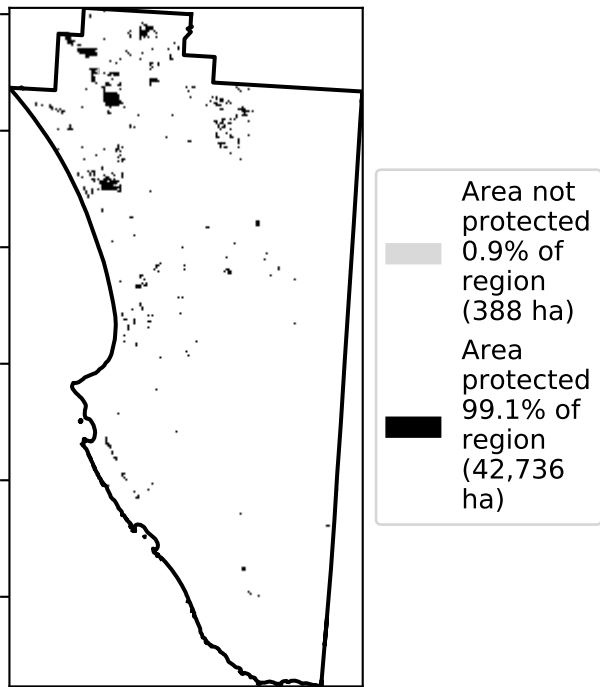 Area not
protected
0.9% of
region
(388 ha)
Area
protected
99.1% of
region
(42,736
ha)